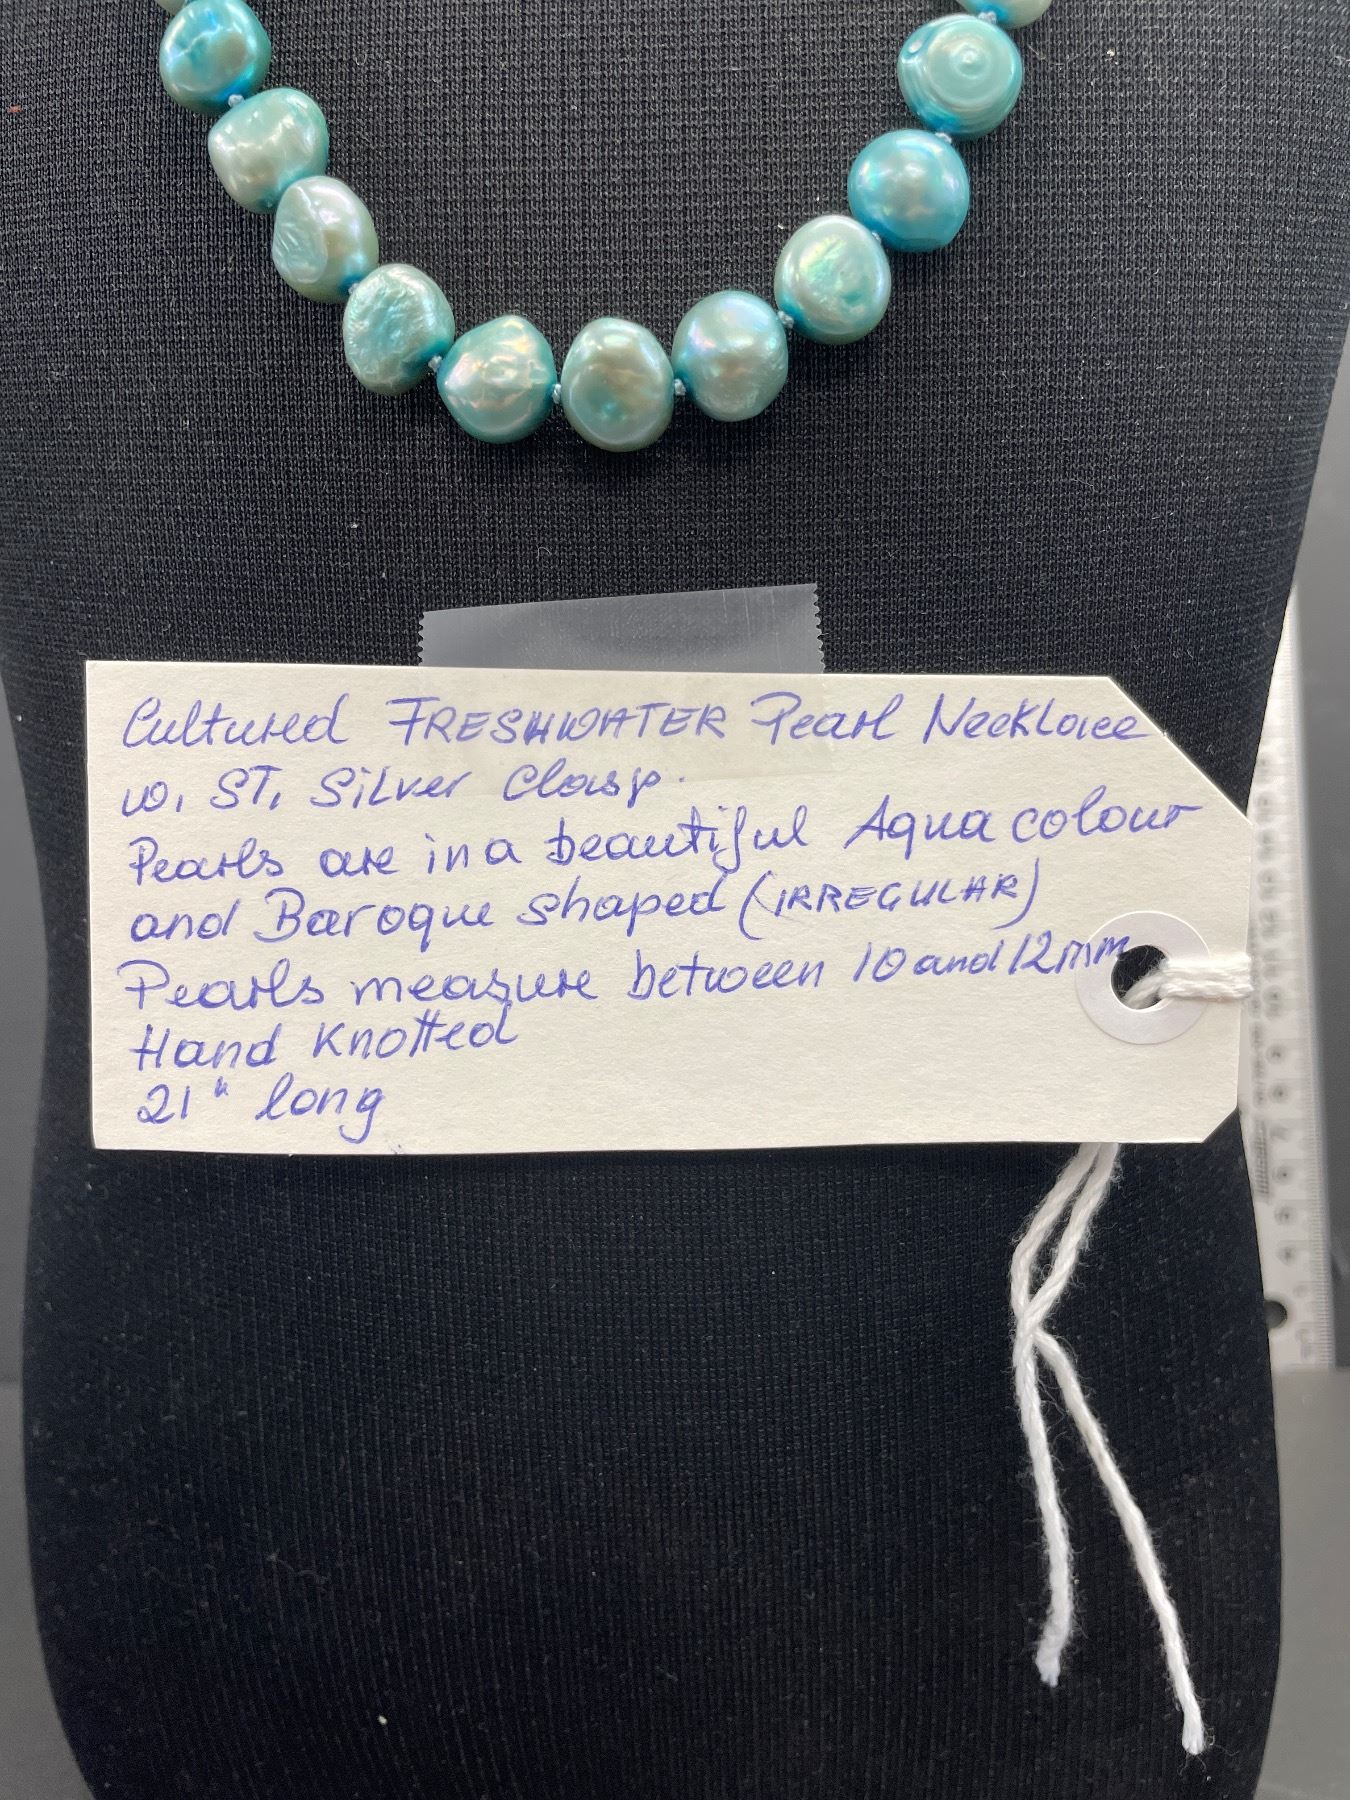 Cultured FRESHWATER Pearl Necklace
w. ST. Silver Clasp.
Pearls are in a beautiful Aqua colour
and Baroque shaped (IRREGULAR)
Pearls measure between 10 and 12mm
Hand Knotted
21" long